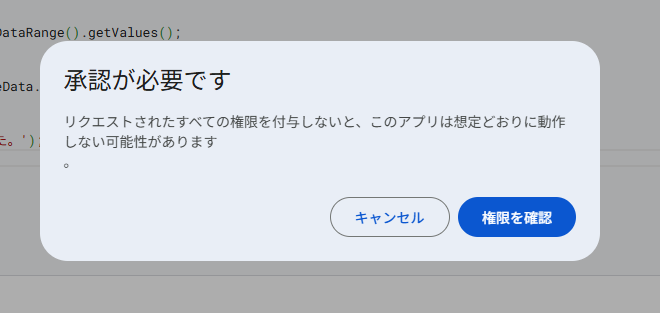 DataRange().getValues();
承認が必要です
eData.
リクエストされたすべての権限を付与しないと、このアプリは想定どおりに動作
しない可能性があります
た。');
。
キャンセル
権限を確認